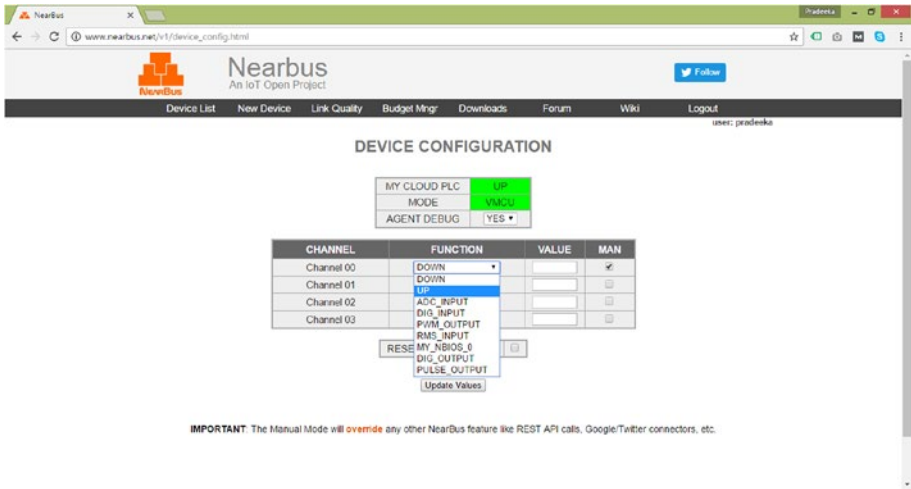 NearBus
Pradeeka
www.nearbus.net/v1/device_config.html
NearBus
Nearbus
An IoT Open Project
Follow
Device List New Device Link Quality Budget Mngr Downloads Forum Wiki Logout
user: pradeeka
DEVICE CONFIGURATION
MY CLOUD PLC UP
MODE VMCU
AGENT DEBUG YES
CHANNEL FUNCTION VALUE MAN
Channel 00 DOWN
Channel 01
Channel 02
Channel 03
DOWN
UP
ADC_INPUT
DIG_INPUT
PWM_OUTPUT
RMS_INPUT
MY_NBIOS_0
DIG_OUTPUT
PULSE_OUTPUT
RESE
Update Values
IMPORTANT: The Manual Mode will override any other NearBus feature like REST API calls, Google/Twitter connectors, etc.